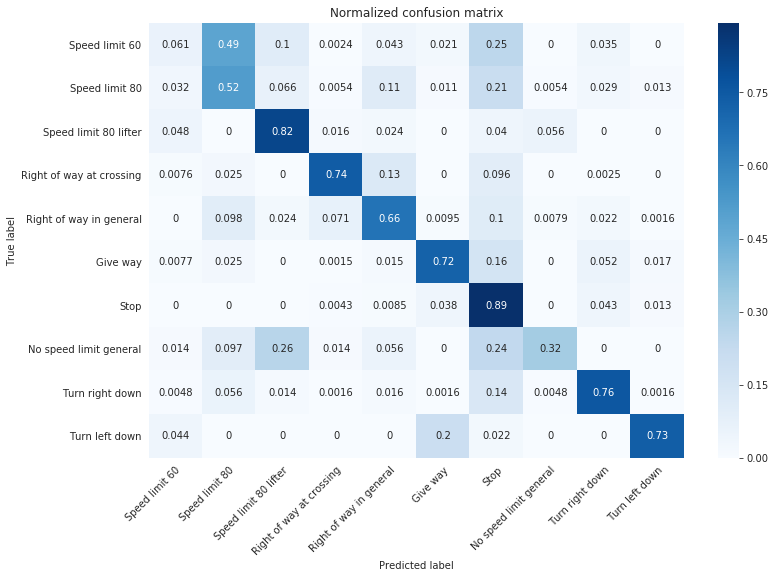 Normalized confusion matrix
True label
Speed limit 60 0.061 0.49 0.1 0.0024 0.043 0.021 0.25 0 0.035 0
Speed limit 80 0.032 0.52 0.066 0.0054 0.11 0.011 0.21 0.0054 0.029 0.013
Speed limit 80 lifter 0.048 0 0.82 0.016 0.024 0 0.04 0.056 0 0
Right of way at crossing 0.0076 0.025 0 0.74 0.13 0 0.096 0 0.0025 0
Right of way in general 0 0.098 0.024 0.071 0.66 0.0095 0.1 0.0079 0.022 0.0016
Give way 0.0077 0.025 0 0.0015 0.015 0.72 0.16 0 0.052 0.017
Stop 0 0 0 0.0043 0.0085 0.038 0.89 0 0.043 0.013
No speed limit general 0.014 0.097 0.26 0.014 0.056 0 0.24 0.32 0 0
Turn right down 0.0048 0.056 0.014 0.0016 0.016 0.0016 0.14 0.0048 0.76 0.0016
Turn left down 0.044 0 0 0 0 0.2 0.022 0 0 0.73
Speed limit 60
Speed limit 80
Speed limit 80 lifter
Right of way at crossing
Right of way in general
Give way
Stop
No speed limit general
Turn right down
Turn left down
Predicted label
0.75
0.60
0.45
0.30
0.15
0.00